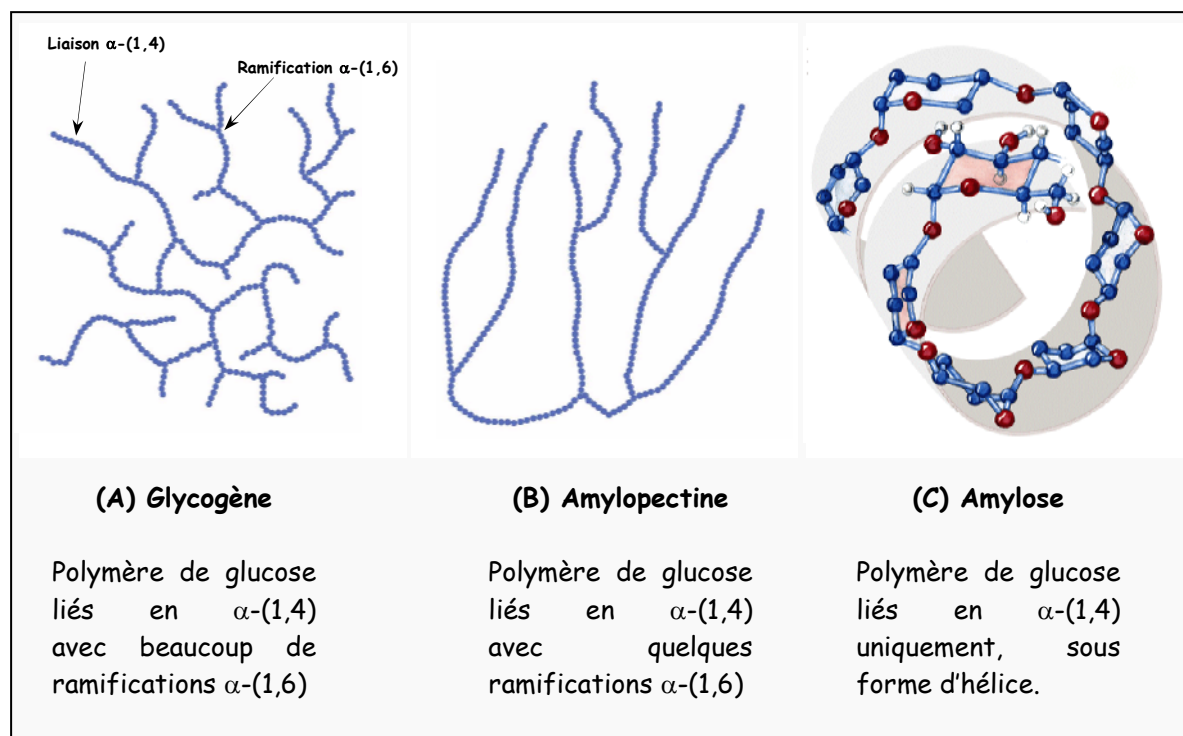 Liaison α-(1,4)
Ramification α-(1,6)
(A) Glycogène
Polymère de glucose
liés en α-(1,4)
avec beaucoup de
ramifications α-(1,6)
(B) Amylopectine
Polymère de glucose
liés en α-(1,4)
avec quelques
ramifications α-(1,6)
(C) Amylose
Polymère de glucose
liés en α-(1,4)
uniquement, sous
forme d'hélice.